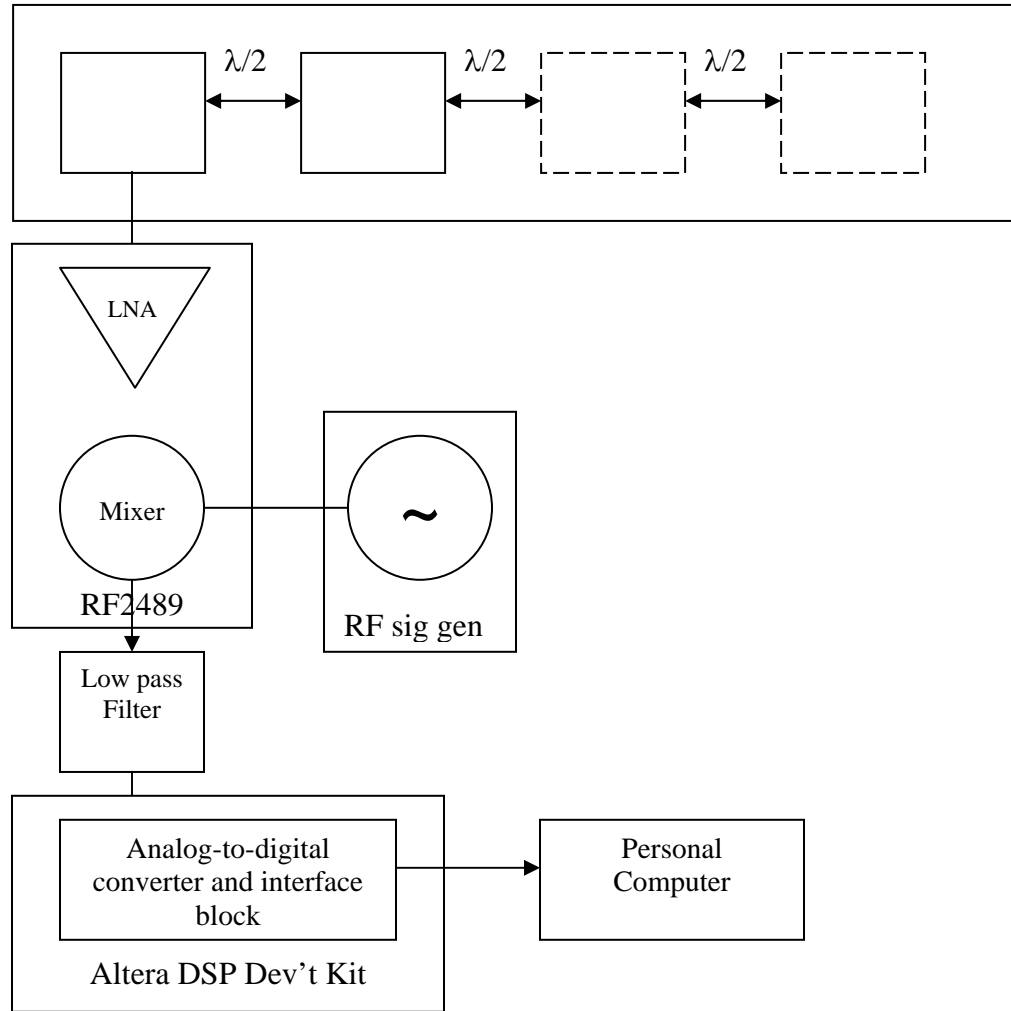 λ/2 λ/2 λ/2
LNA
Mixer
~
RF2489
RF sig gen
Low pass
Filter
Analog-to-digital
converter and interface
block
Personal
Computer
Altera DSP Dev’t Kit